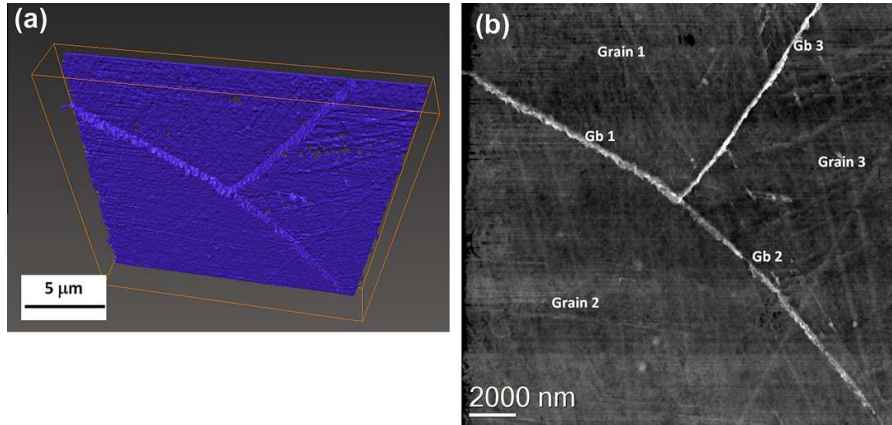 (a)
5 μm
(b)
Grain 1
Gb 3
Gb 1
Grain 3
Gb 2
Grain 2
2000 nm